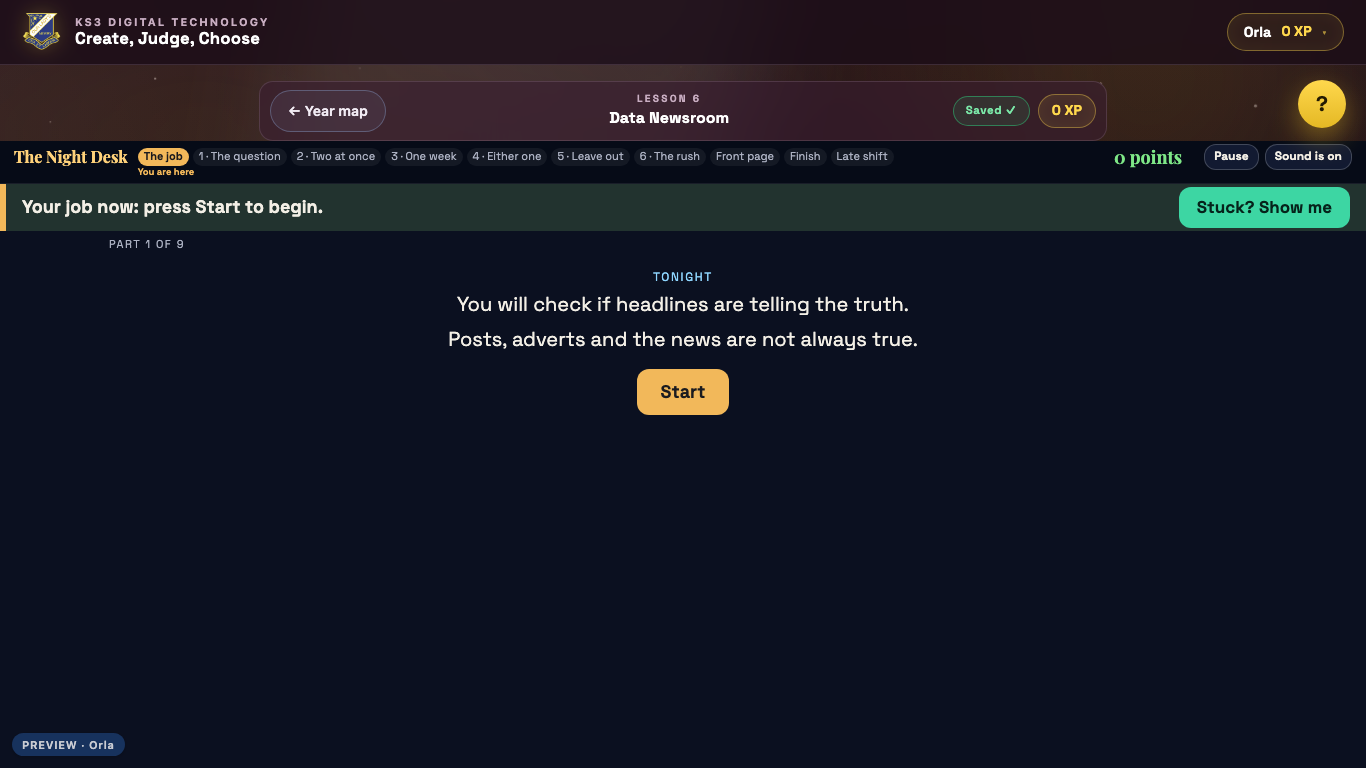 KS3 DIGITAL TECHNOLOGY
Create, Judge, Choose
Orla 0 XP
← Year map
LESSON 6
Data Newsroom
Saved ✓
0 XP
?
The Night Desk
The job
You are here
1 · The question
2 · Two at once
3 · One week
4 · Either one
5 · Leave out
6 · The rush
Front page
Finish
Late shift
0 points
Pause
Sound is on
Your job now: press Start to begin.
Stuck? Show me
PART 1 OF 9
TONIGHT
You will check if headlines are telling the truth.
Posts, adverts and the news are not always true.
Start
PREVIEW · Orla